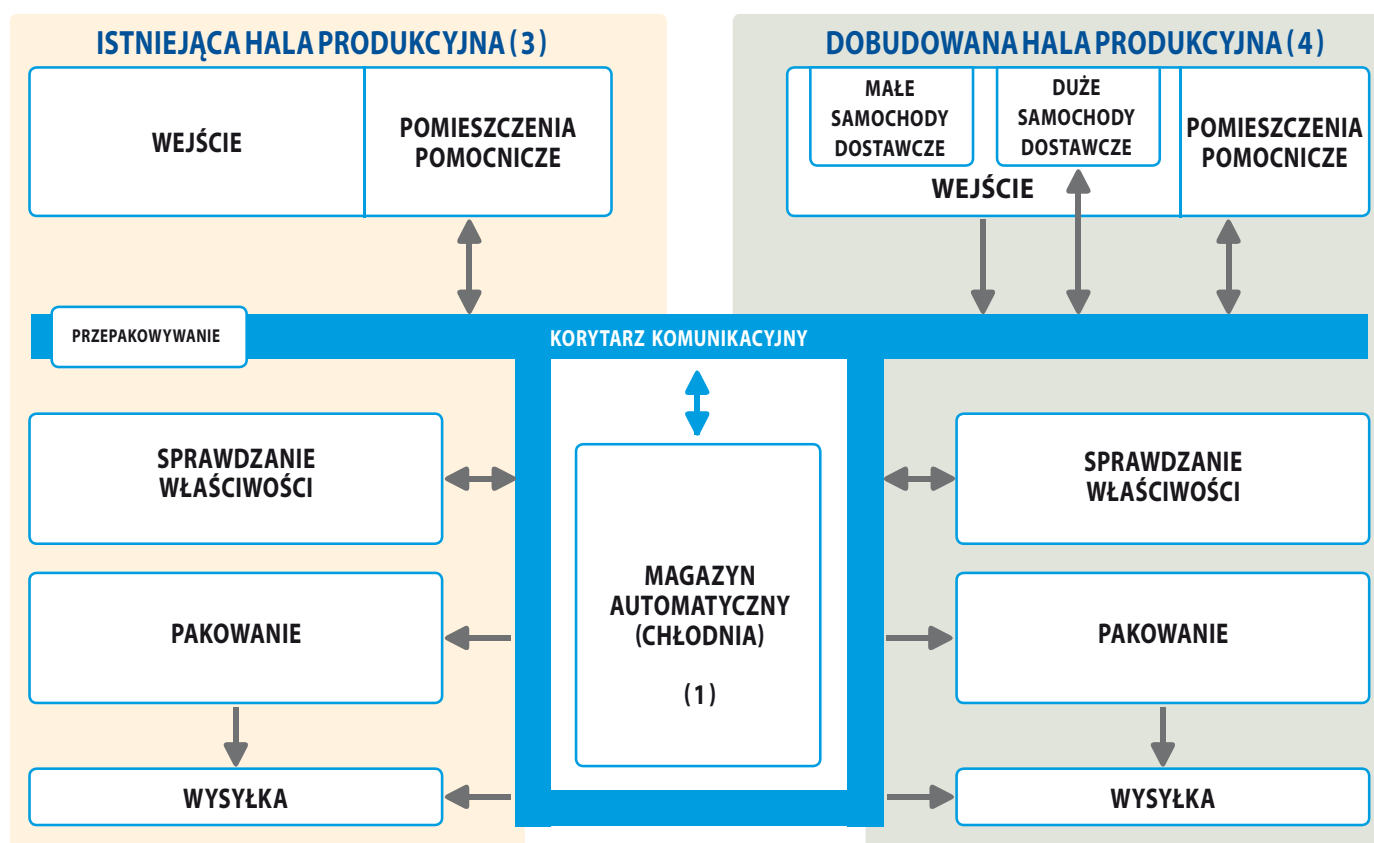 ISTNIEJĄCA HALA PRODUKCYJNA (3)
WEJŚCIE
POMIESZCZENIA
POMOCNICZE
DOBUDOWANA HALA PRODUKCYJNA (4)
MAŁE
SAMOCHODY
DOSTAWCZE
DUŻE
SAMOCHODY
DOSTAWCZE
WEJŚCIE
POMIESZCZENIA
POMOCNICZE
PRZEPAKOWYWANIE
KORYTARZ KOMUNIKACYJNY
SPRAWDZANIE
WŁAŚCIWOŚCI
PAKOWANIE
WYSYŁKA
MAGAZYN
AUTOMATYCZNY
(CHŁODNIA)
(1)
SPRAWDZANIE
WŁAŚCIWOŚCI
PAKOWANIE
WYSYŁKA